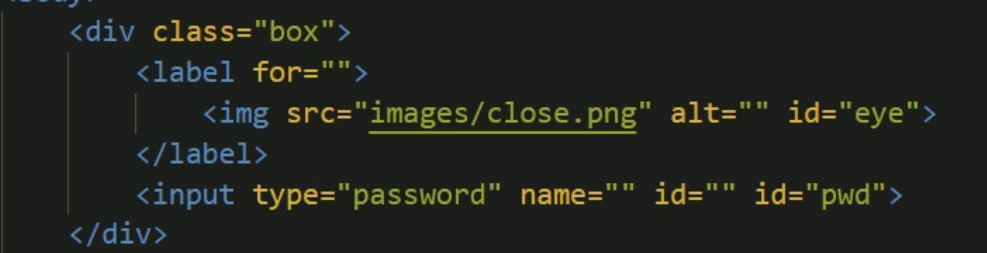 <div class="box">
<label for="">
<img src="images/close.png" alt="" id="eye">
</label>
<input type="password" name="" id="" id="pwd">
</div>